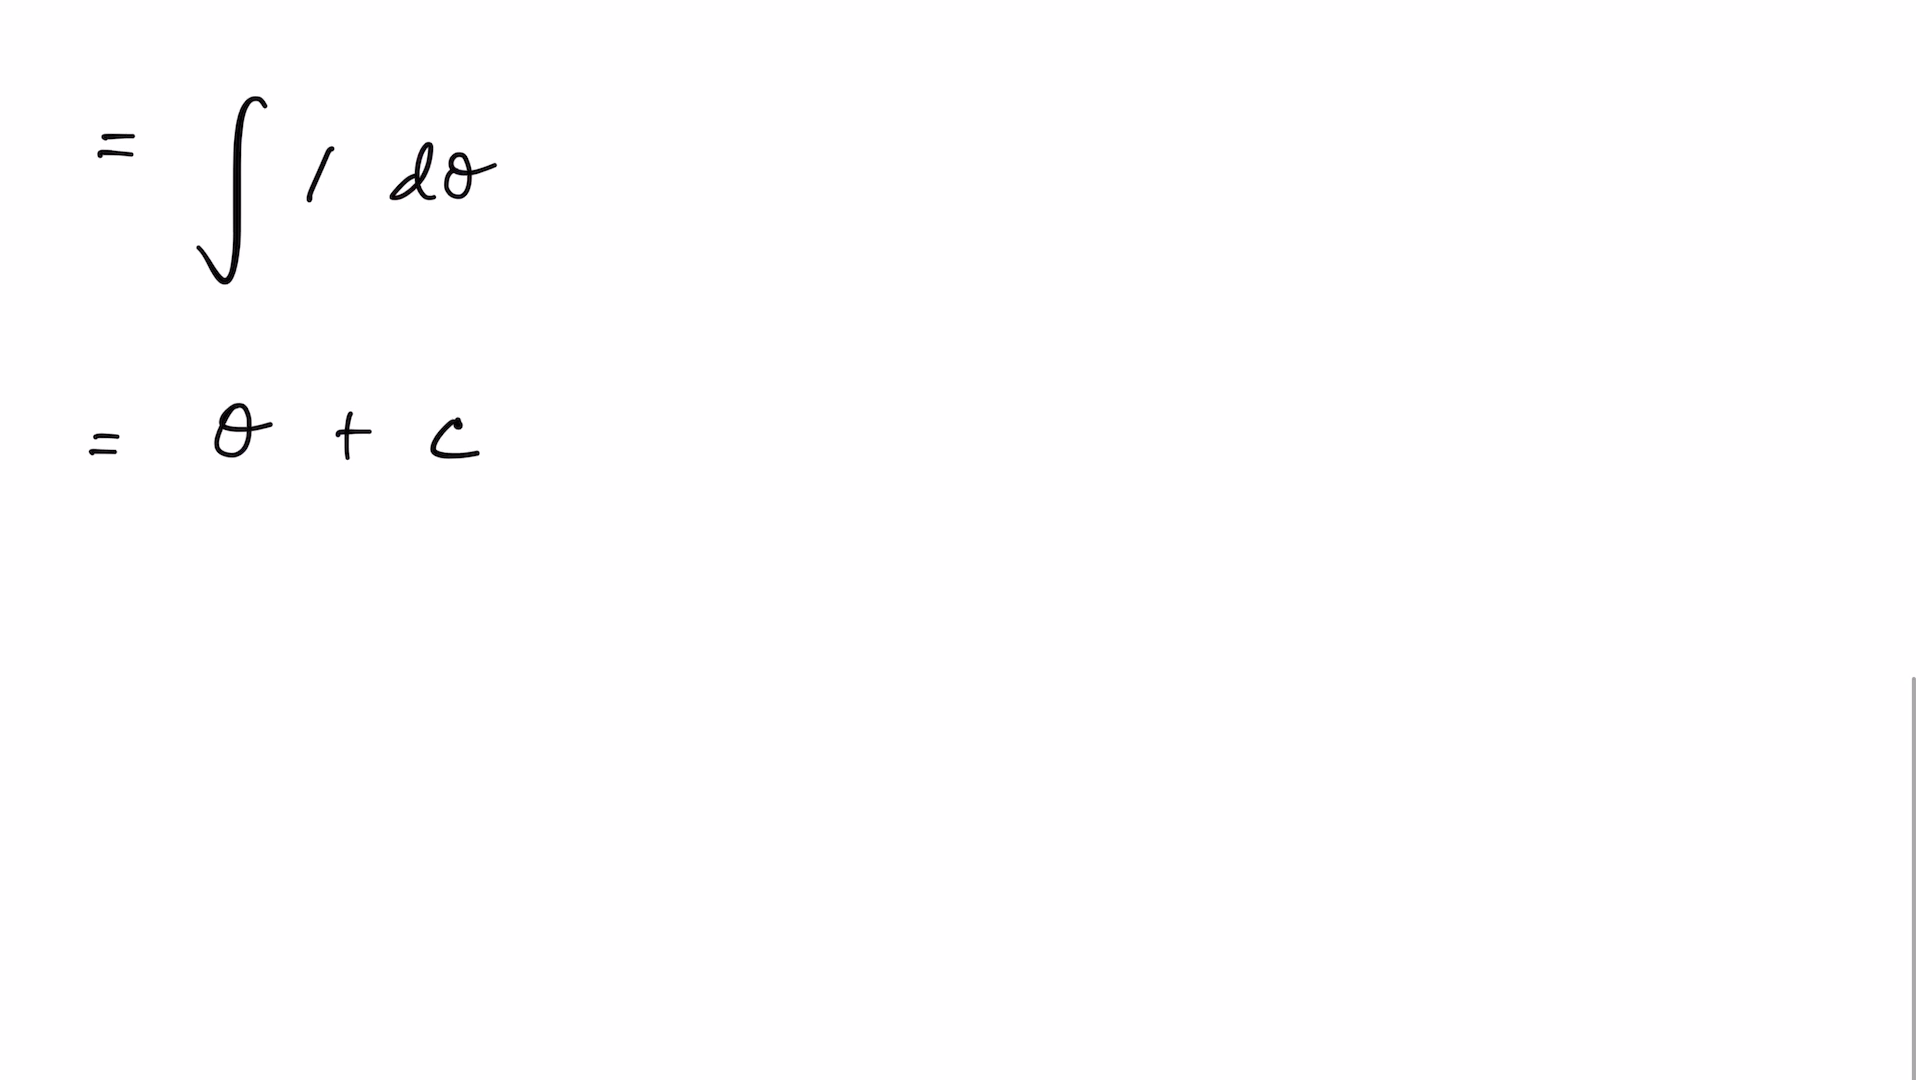 = ∫ 1 dθ
= θ + c